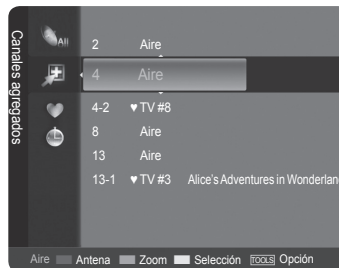 Canales agregados
All
2 Aire
4 Aire
4-2 ♥ TV #8
8 Aire
13 Aire
13-1 ♥ TV #3 Alice's Adventures in Wonderlan
Aire Antena Zoom Selección TOOLS Opción